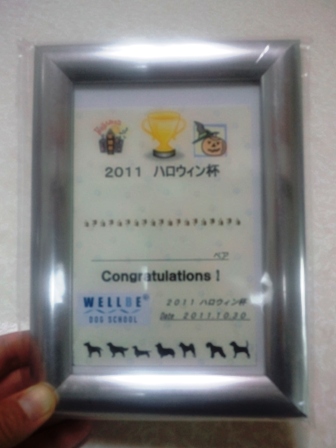 2011 ハロウィン杯
ペア
Congratulations!
WELLBE®
DOG SCHOOL
2011 ハロウィン杯
Date 2011.10.30